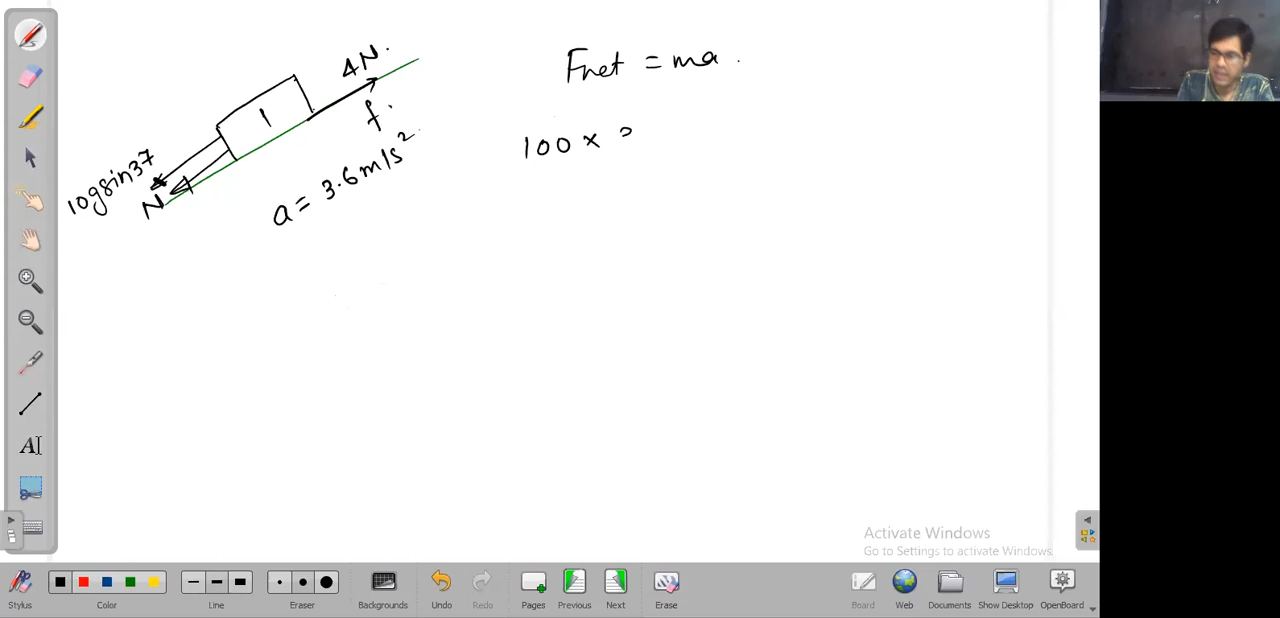 4N.
Fnet = ma.
1
f.
100 ×
10gsin37
N
a = 3.6m/s²
A
Activate Windows
Go to Settings to activate Windows.
Stylus
Color
Line
Eraser
Backgrounds
Undo
Redo
Pages
Previous
Next
Erase
Board
Web
Documents
Show Desktop
OpenBoard